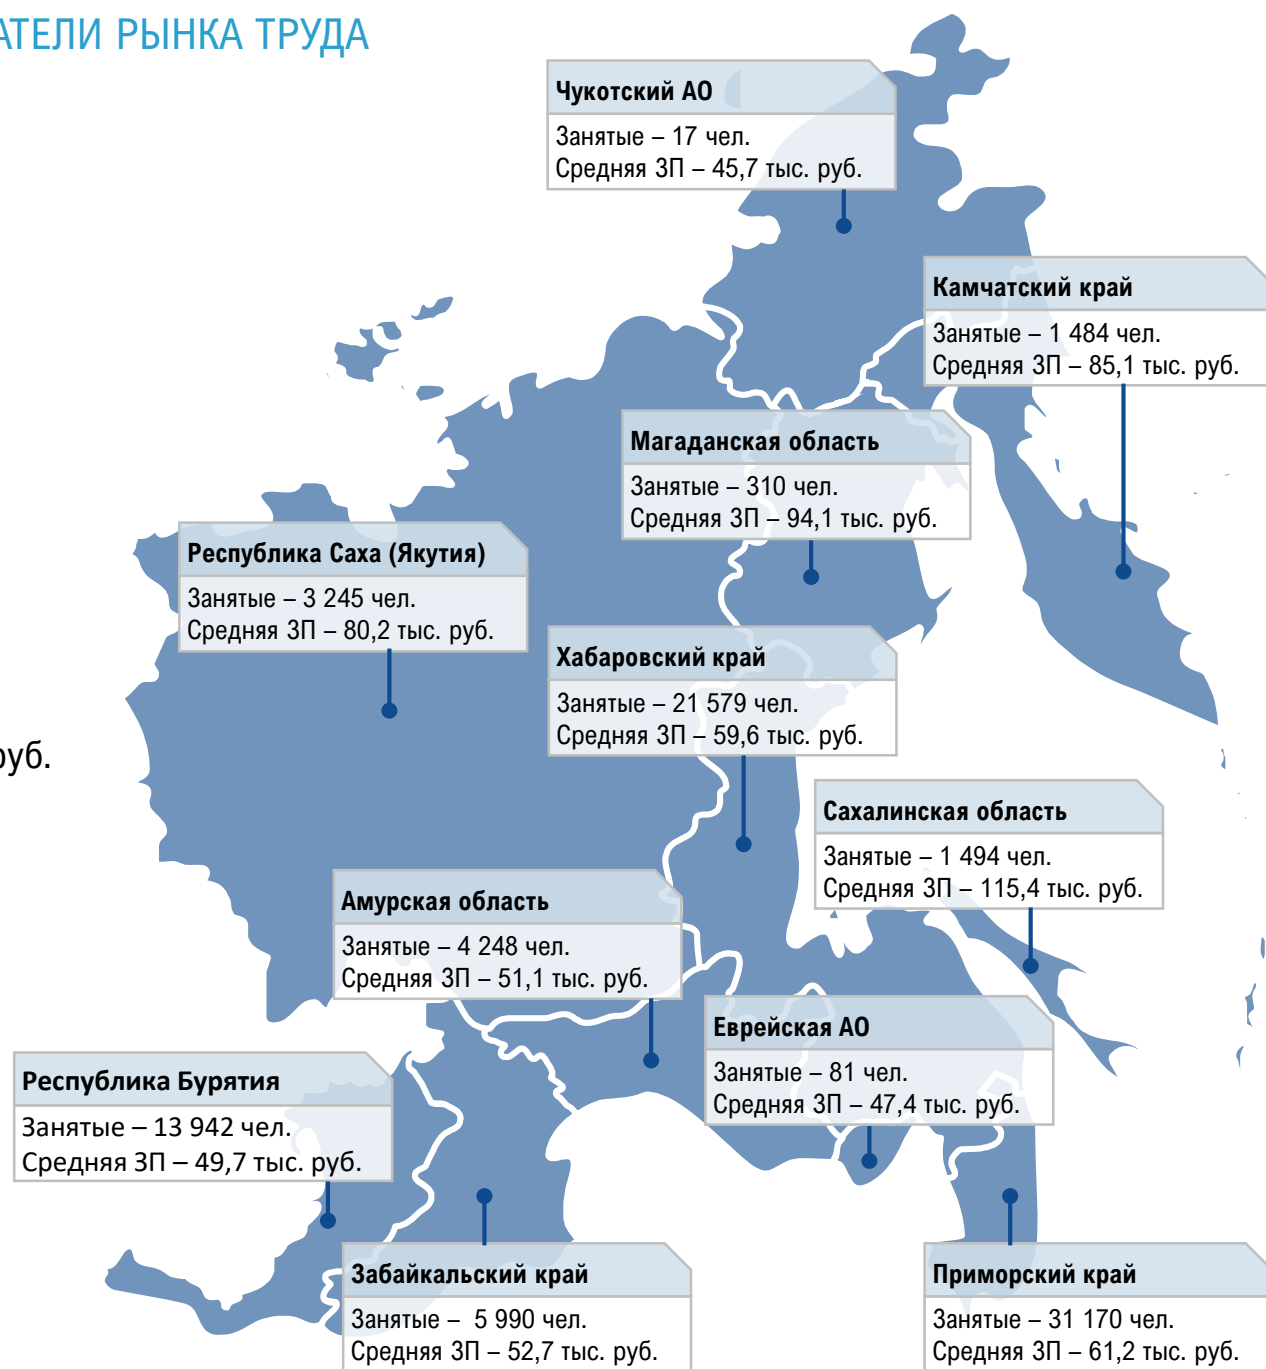 АТЕЛИ РЫНКА ТРУДА
Чукотский АО
Занятые – 17 чел.
Средняя ЗП – 45,7 тыс. руб.
Камчатский край
Занятые – 1 484 чел.
Средняя ЗП – 85,1 тыс. руб.
Магаданская область
Занятые – 310 чел.
Средняя ЗП – 94,1 тыс. руб.
Республика Саха (Якутия)
Занятые – 3 245 чел.
Средняя ЗП – 80,2 тыс. руб.
Хабаровский край
Занятые – 21 579 чел.
Средняя ЗП – 59,6 тыс. руб.
руб.
Сахалинская область
Занятые – 1 494 чел.
Средняя ЗП – 115,4 тыс. руб.
Амурская область
Занятые – 4 248 чел.
Средняя ЗП – 51,1 тыс. руб.
Еврейская АО
Занятые – 81 чел.
Средняя ЗП – 47,4 тыс. руб.
Республика Бурятия
Занятые – 13 942 чел.
Средняя ЗП – 49,7 тыс. руб.
Забайкальский край
Занятые – 5 990 чел.
Средняя ЗП – 52,7 тыс. руб.
Приморский край
Занятые – 31 170 чел.
Средняя ЗП – 61,2 тыс. руб.